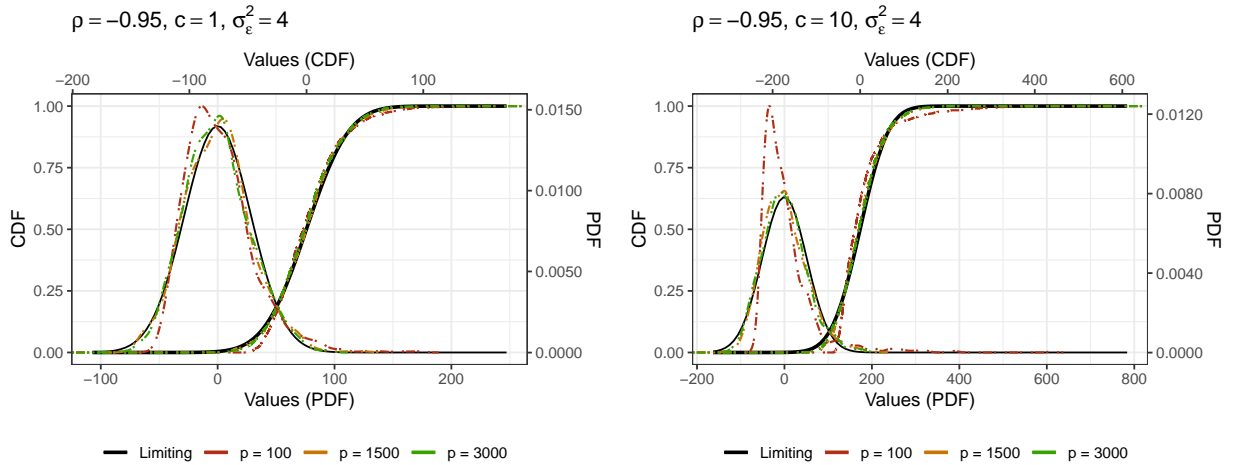 ρ = −0.95, c = 1, σ²_ε = 4
Values (CDF)
−200 −100 0 100
1.00
0.75
0.50
0.25
0.00
CDF
0.0150
0.0100
0.0050
0.0000
PDF
−100 0 100 200
Values (PDF)
Limiting p = 100 p = 1500 p = 3000
ρ = −0.95, c = 10, σ²_ε = 4
Values (CDF)
−200 0 200 400 600
1.00
0.75
0.50
0.25
0.00
CDF
0.0120
0.0080
0.0040
0.0000
PDF
−200 0 200 400 600 800
Values (PDF)
Limiting p = 100 p = 1500 p = 3000